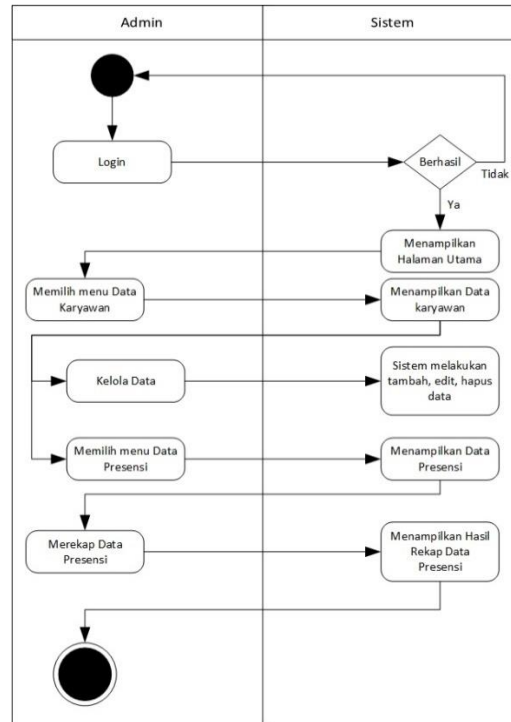 Admin
Sistem
Login
Berhasil
Tidak
Ya
Menampilkan
Halaman Utama
Memilih menu Data
Karyawan
Menampilkan Data
karyawan
Kelola Data
Sistem melakukan
tambah, edit, hapus
data
Memilih menu Data
Presensi
Menampilkan Data
Presensi
Merekap Data
Presensi
Menampilkan Hasil
Rekap Data
Presensi